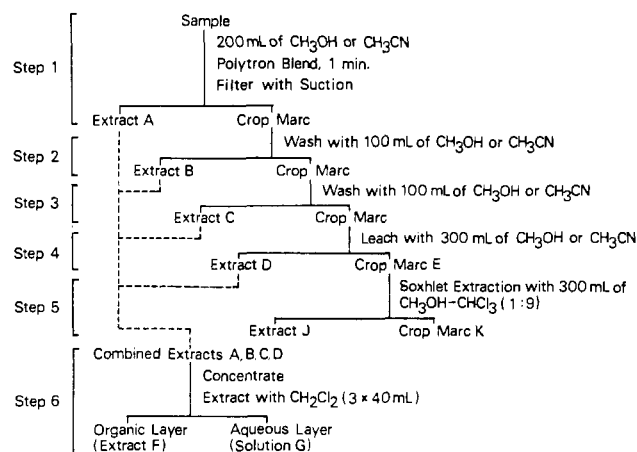 Sample
200 mL of CH3OH or CH3CN
Step 1
Polytron Blend, 1 min.
Filter with Suction
Extract A
Crop Marc
Wash with 100 mL of CH3OH or CH3CN
Step 2
Extract B
Crop Marc
Wash with 100 mL of CH3OH or CH3CN
Step 3
Extract C
Crop Marc
Leach with 300 mL of CH3OH or CH3CN
Step 4
Extract D
Crop Marc E
Soxhlet Extraction with 300 mL of
Step 5
CH3OH-CHCl3 (1:9)
Extract J
Crop Marc K
Combined Extracts A, B, C, D
Concentrate
Step 6
Extract with CH2Cl2 (3 × 40 mL)
Organic Layer
(Extract F)
Aqueous Layer
(Solution G)